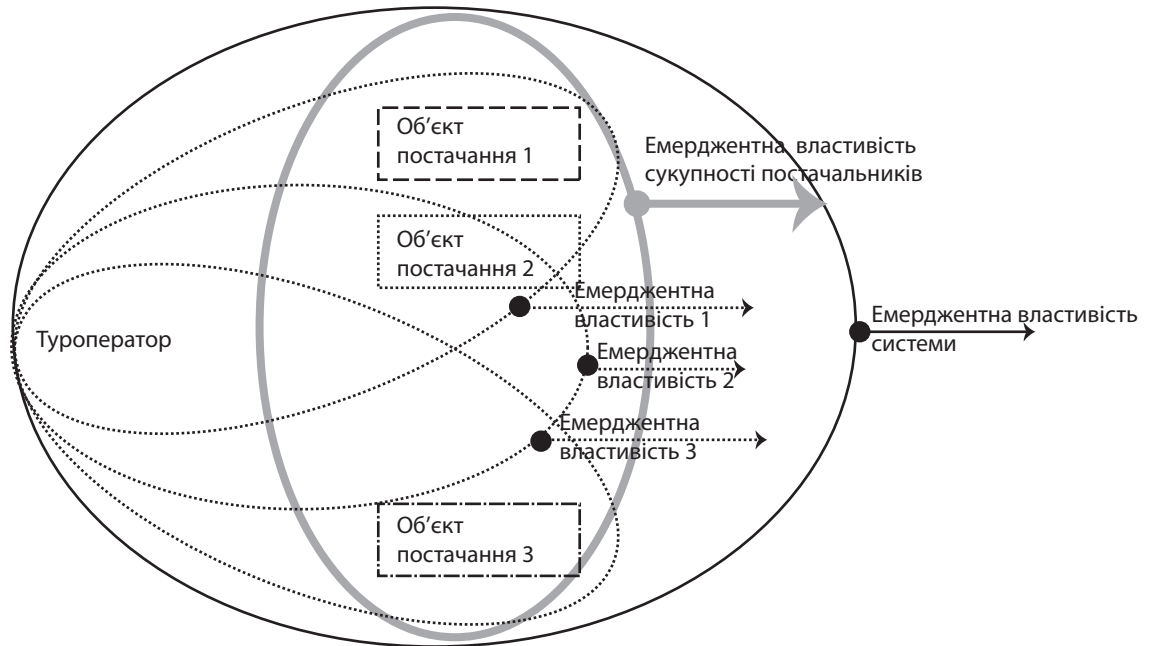 Об’єкт
постачання 1
Емерджентна властивість
сукупності постачальників
Об’єкт
постачання 2
Емерджентна
властивість 1
Емерджентна властивість
системи
Туроператор
Емерджентна
властивість 2
Емерджентна
властивість 3
Об’єкт
постачання 3